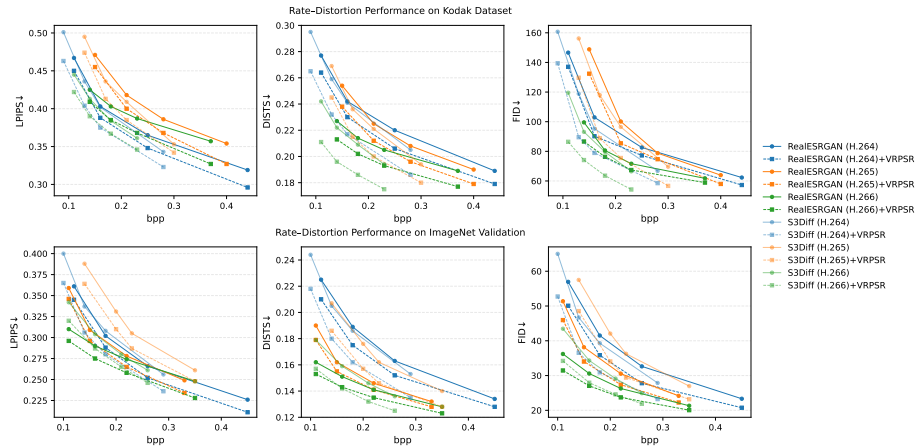 Rate–Distortion Performance on Kodak Dataset
LPIPS↓
0.50
0.45
0.40
0.35
0.30
0.1 0.2 0.3 0.4
bpp
DISTS↓
0.30
0.28
0.26
0.24
0.22
0.20
0.18
0.1 0.2 0.3 0.4
bpp
FID↓
160
140
120
100
80
60
0.1 0.2 0.3 0.4
bpp
RealESRGAN (H.264)
RealESRGAN (H.264)+VRPSR
RealESRGAN (H.265)
RealESRGAN (H.265)+VRPSR
RealESRGAN (H.266)
RealESRGAN (H.266)+VRPSR
S3Diff (H.264)
S3Diff (H.264)+VRPSR
S3Diff (H.265)
S3Diff (H.265)+VRPSR
S3Diff (H.266)
S3Diff (H.266)+VRPSR
Rate–Distortion Performance on ImageNet Validation
LPIPS↓
0.400
0.375
0.350
0.325
0.300
0.275
0.250
0.225
0.1 0.2 0.3 0.4
bpp
DISTS↓
0.24
0.22
0.20
0.18
0.16
0.14
0.12
0.1 0.2 0.3 0.4
bpp
FID↓
60
50
40
30
20
0.1 0.2 0.3 0.4
bpp